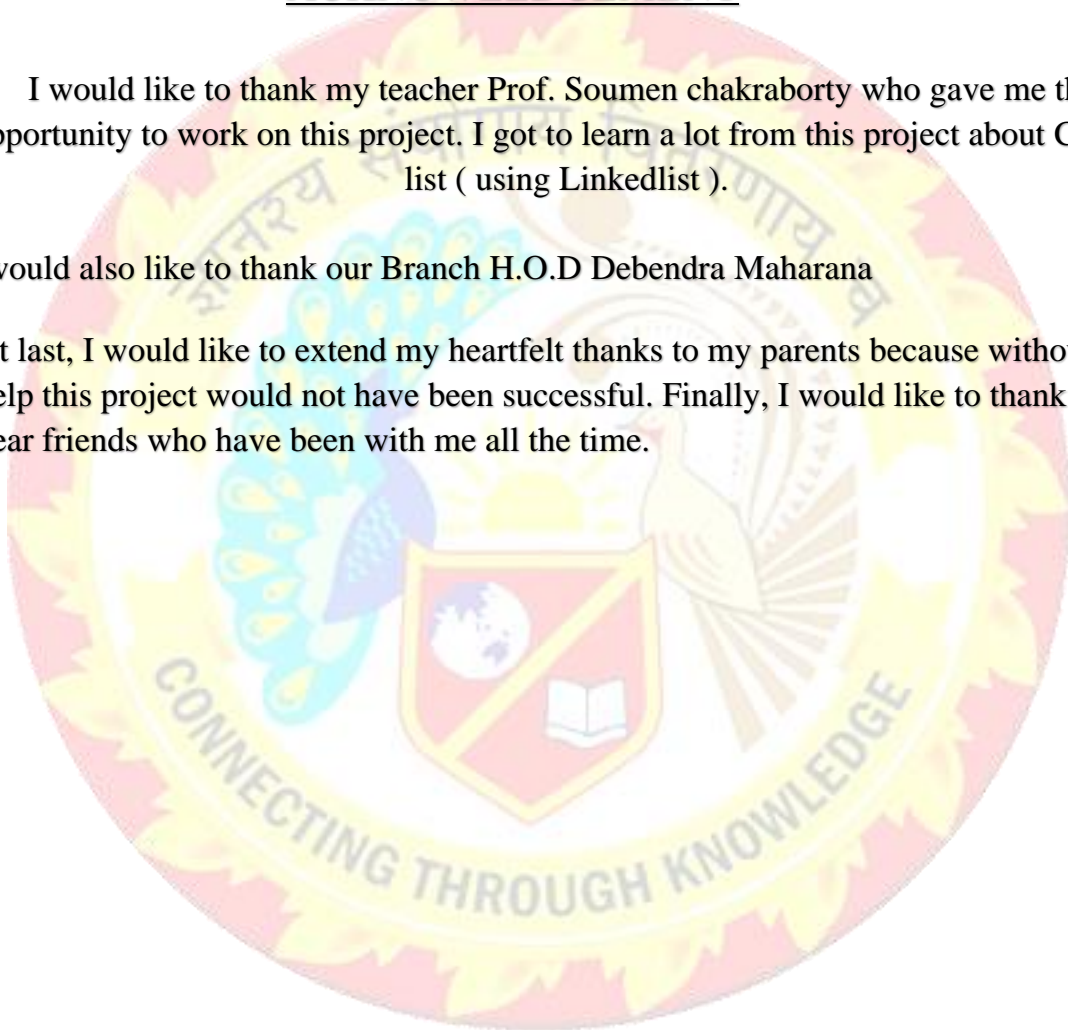 I would like to thank my teacher Prof. Soumen chakraborty who gave me
pportunity to work on this project. I got to learn a lot from this project about
list ( using Linkedlist ).
would also like to thank our Branch H.O.D Debendra Maharana
t last, I would like to extend my heartfelt thanks to my parents because
elp this project would not have been successful. Finally, I would like to thank
ear friends who have been with me all the time.
CONNECTING THROUGH KNOWLEDGE